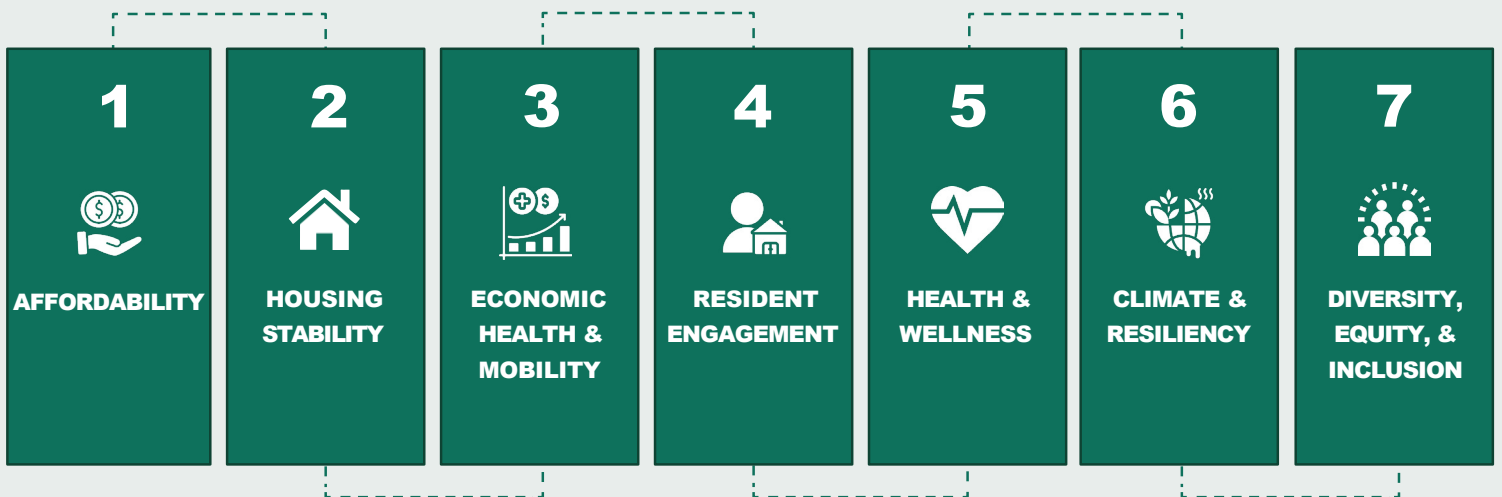 1
AFFORDABILITY
2
HOUSING
STABILITY
3
ECONOMIC
HEALTH &
MOBILITY
4
RESIDENT
ENGAGEMENT
5
HEALTH &
WELLNESS
6
CLIMATE &
RESILIENCY
7
DIVERSITY,
EQUITY, &
INCLUSION